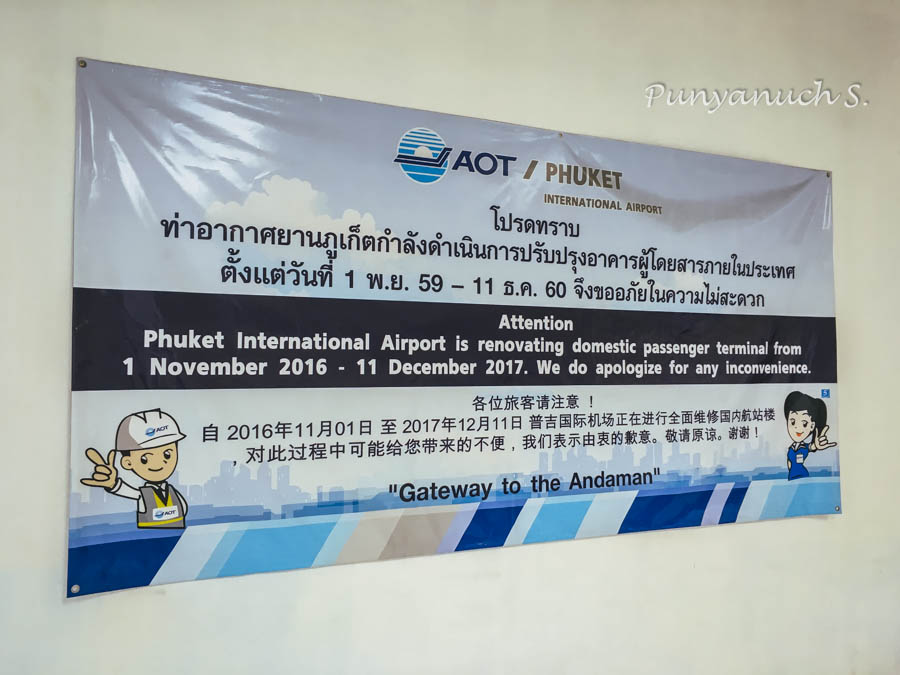 Punyanuch S.
AOT / PHUKET
INTERNATIONAL AIRPORT
โปรดทราบ
ท่าอากาศยานภูเก็ตกำลังดำเนินการปรับปรุงอาคารผู้โดยสารภายในประเทศ
ตั้งแต่วันที่ 1 พ.ย. 59 – 11 ธ.ค. 60 จึงขออภัยในความไม่สะดวก
Attention
Phuket International Airport is renovating domestic passenger terminal from
1 November 2016 - 11 December 2017. We do apologize for any inconvenience.
各位旅客请注意！
自 2016年11月01日 至 2017年12月11日 普吉国际机场正在进行全面维修国内航站楼
，对此过程中可能给您带来的不便，我们表示由衷的歉意。敬请原谅。谢谢！
"Gateway to the Andaman"
AOT
AOT